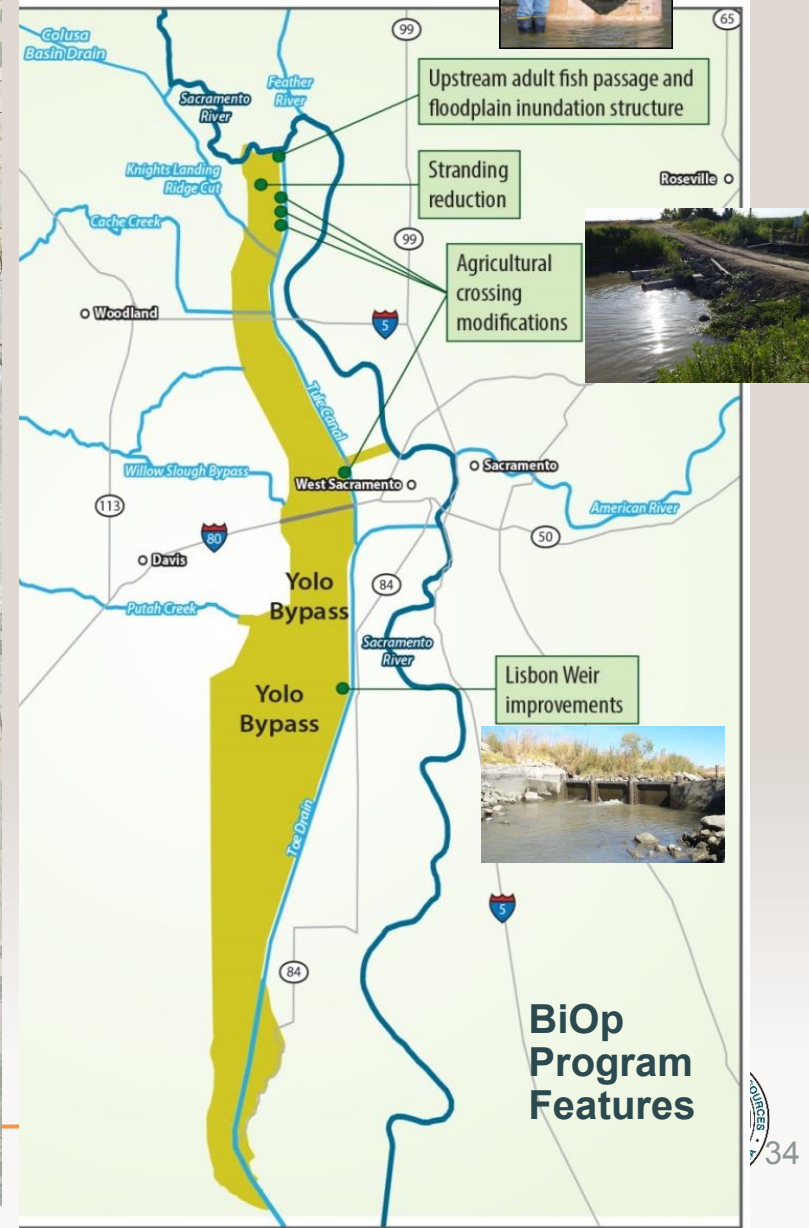 65
99
Colusa
Basin Drain
Feather
River
Upstream adult fish passage and
floodplain inundation structure
Sacramento
River
Knights Landing
Ridge Cut
Stranding
reduction
Roseville
Cache Creek
99
Agricultural
crossing
modifications
Woodland
5
Tule Canal
Willow Slough Bypass
West Sacramento
Sacramento
113
American River
80
50
Davis
Yolo
Bypass
84
Putah Creek
Sacramento
River
Lisbon Weir
improvements
Yolo
Bypass
Toe Drain
5
84
BiOp
Program
Features
34